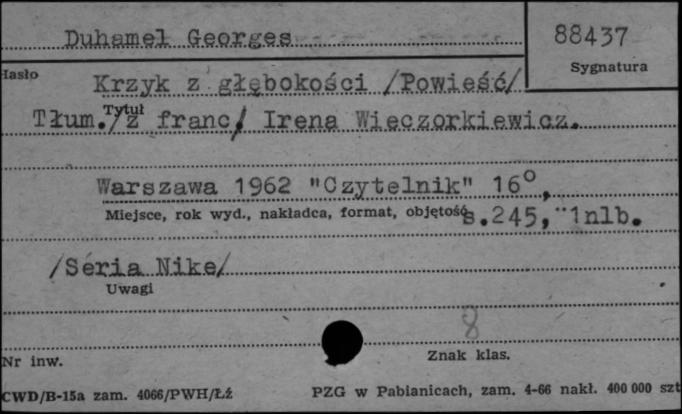 Duhamel Georges
88437
Sygnatura
Hasło
Krzyk z głębokości /Powieść/
Tytuł
Tłum./z franc/ Irena Wieczorkiewicz.
Warszawa 1962 "Czytelnik" 16°,
Miejsce, rok wyd., nakładca, format, objętość
s.245, 1nlb.
/Seria Nike/
Uwagi
8
Nr inw.
Znak klas.
CWD/B-15a zam. 4066/PWH/Łź
PZG w Pabianicach, zam. 4-66 nakł. 400 000 szt